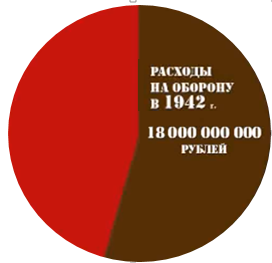 РАСХОДЫ
НА ОБОРОНУ
В 1942 г.
18 000 000 000
РУБЛЕЙ